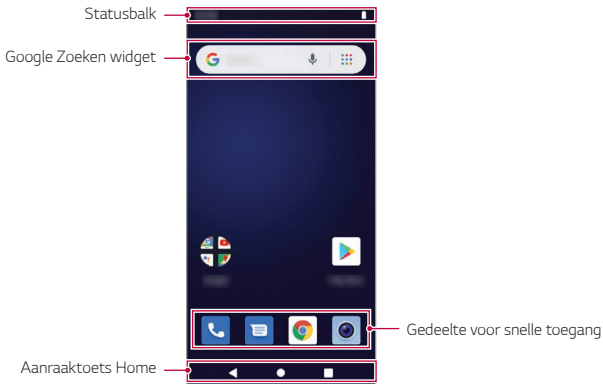 Statusbalk
Google Zoeken widget
Gedeelte voor snelle toegang
Aanraaktoets Home